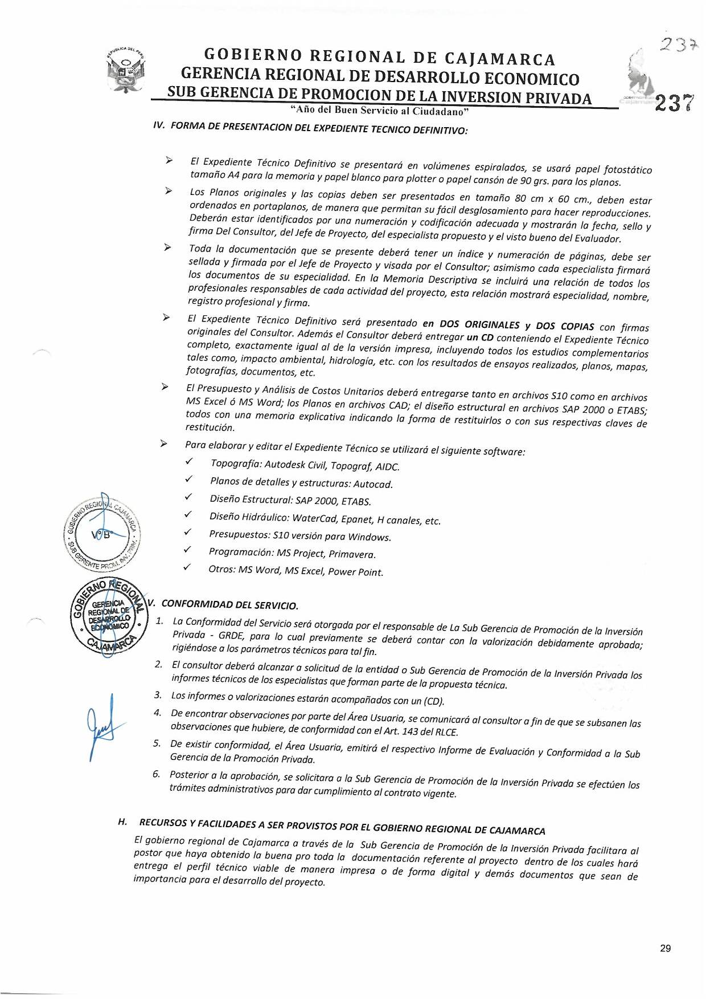 237
REPUBLICA DEL PERU
GOBIERNO REGIONAL DE CAJAMARCA
GERENCIA REGIONAL DE DESARROLLO ECONOMICO
SUB GERENCIA DE PROMOCION DE LA INVERSION PRIVADA
237
“Año del Buen Servicio al Ciudadano”
IV. FORMA DE PRESENTACION DEL EXPEDIENTE TECNICO DEFINITIVO:
➢ El Expediente Técnico Definitivo se presentará en volúmenes espiralados, se usará papel fotostático
tamaño A4 para la memoria y papel blanco para plotter o papel cansón de 90 grs. para los planos.
➢ Los Planos originales y las copias deben ser presentados en tamaño 80 cm x 60 cm., deben estar
ordenados en portaplanos, de manera que permitan su fácil desglosamiento para hacer reproducciones.
Deberán estar identificados por una numeración y codificación adecuada y mostrarán la fecha, sello y
firma Del Consultor, del Jefe de Proyecto, del especialista propuesto y el visto bueno del Evaluador.
➢ Toda la documentación que se presente deberá tener un índice y numeración de páginas, debe ser
sellada y firmada por el Jefe de Proyecto y visada por el Consultor; asimismo cada especialista firmará
los documentos de su especialidad. En la Memoria Descriptiva se incluirá una relación de todos los
profesionales responsables de cada actividad del proyecto, esta relación mostrará especialidad, nombre,
registro profesional y firma.
➢ El Expediente Técnico Definitivo será presentado en DOS ORIGINALES y DOS COPIAS con firmas
originales del Consultor. Además el Consultor deberá entregar un CD conteniendo el Expediente Técnico
completo, exactamente igual al de la versión impresa, incluyendo todos los estudios complementarios
tales como, impacto ambiental, hidrología, etc. con los resultados de ensayos realizados, planos, mapas,
fotografías, documentos, etc.
➢ El Presupuesto y Análisis de Costos Unitarios deberá entregarse tanto en archivos S10 como en archivos
MS Excel ó MS Word; los Planos en archivos CAD; el diseño estructural en archivos SAP 2000 o ETABS;
todos con una memoria explicativa indicando la forma de restituirlos o con sus respectivas claves de
restitución.
➢ Para elaborar y editar el Expediente Técnico se utilizará el siguiente software:
✓ Topografía: Autodesk Civil, Topograf, AIDC.
✓ Planos de detalles y estructuras: Autocad.
✓ Diseño Estructural: SAP 2000, ETABS.
✓ Diseño Hidráulico: WaterCad, Epanet, H canales, etc.
✓ Presupuestos: S10 versión para Windows.
✓ Programación: MS Project, Primavera.
✓ Otros: MS Word, MS Excel, Power Point.
GOBIERNO REGIONAL CAJAMARCA
V°B°
SUB GERENTE PROM. INV. PRIV.
GOBIERNO REGIONAL
GERENCIA
REGIONAL DE
DESARROLLO
ECONOMICO
CAJAMARCA
V. CONFORMIDAD DEL SERVICIO.
1. La Conformidad del Servicio será otorgada por el responsable de La Sub Gerencia de Promoción de la Inversión
Privada - GRDE, para lo cual previamente se deberá contar con la valorización debidamente aprobada;
rigiéndose a los parámetros técnicos para tal fin.
2. El consultor deberá alcanzar a solicitud de la entidad o Sub Gerencia de Promoción de la Inversión Privada los
informes técnicos de los especialistas que forman parte de la propuesta técnica.
3. Los informes o valorizaciones estarán acompañados con un (CD).
4. De encontrar observaciones por parte del Área Usuaria, se comunicará al consultor a fin de que se subsanen las
observaciones que hubiere, de conformidad con el Art. 143 del RLCE.
5. De existir conformidad, el Área Usuaria, emitirá el respectivo Informe de Evaluación y Conformidad a la Sub
Gerencia de la Promoción Privada.
6. Posterior a la aprobación, se solicitara a la Sub Gerencia de Promoción de la Inversión Privada se efectúen los
trámites administrativos para dar cumplimiento al contrato vigente.
H. RECURSOS Y FACILIDADES A SER PROVISTOS POR EL GOBIERNO REGIONAL DE CAJAMARCA
El gobierno regional de Cajamarca a través de la Sub Gerencia de Promoción de la Inversión Privada facilitara al
postor que haya obtenido la buena pro toda la documentación referente al proyecto dentro de los cuales hará
entrega el perfil técnico viable de manera impresa o de forma digital y demás documentos que sean de
importancia para el desarrollo del proyecto.
29